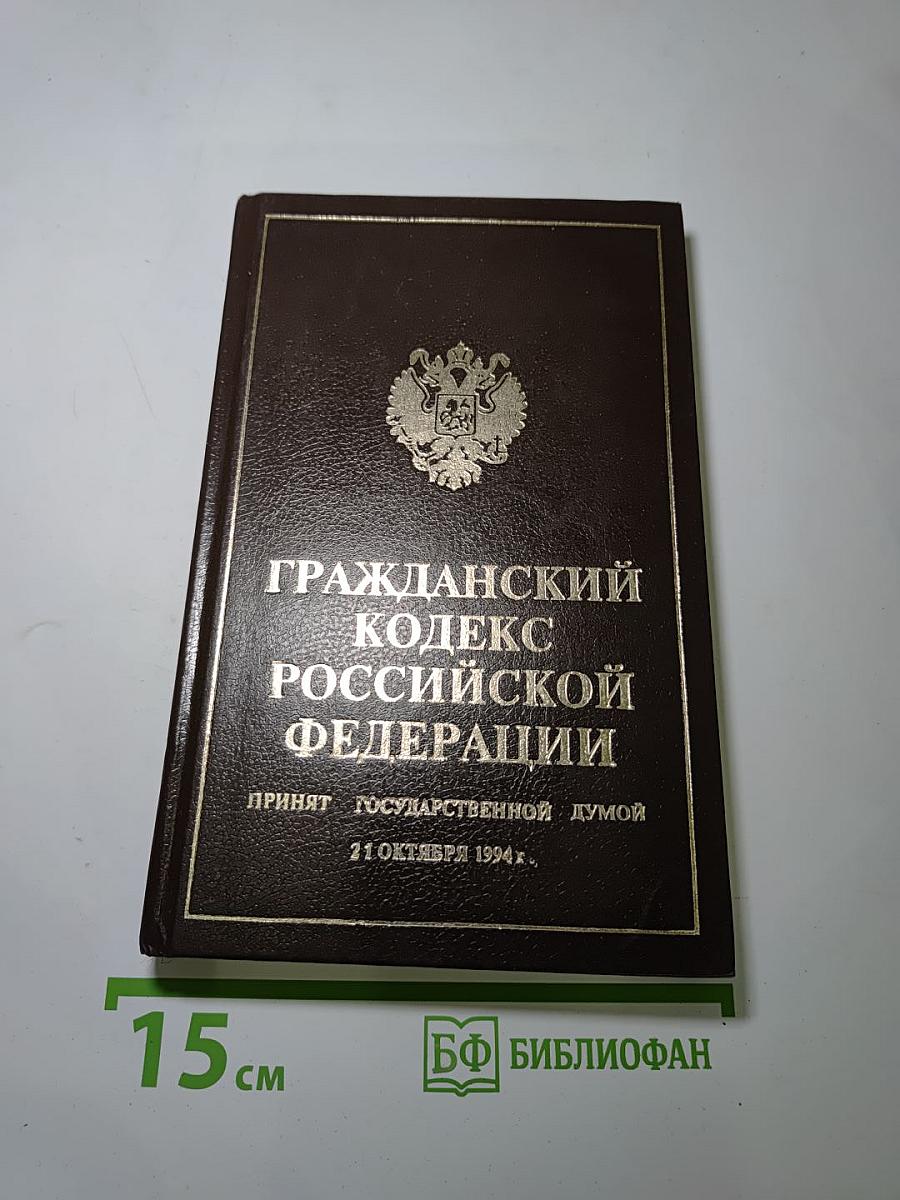 ГРАЖДАНСКИЙ
КОДЕКС
РОССИЙСКОЙ
ФЕДЕРАЦИИ
ПРИНЯТ ГОСУДАРСТВЕННОЙ ДУМОЙ
21 ОКТЯБРЯ 1994 г.
15 см
БФ БИБЛИОФАН